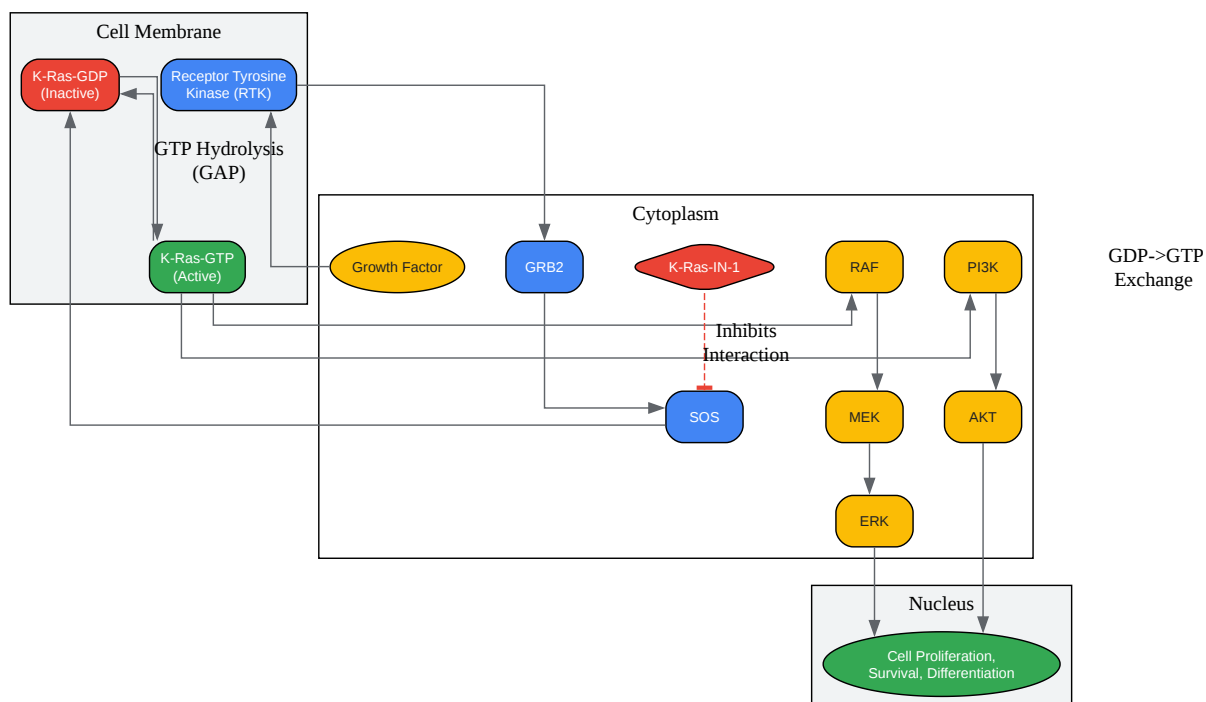 Cell Membrane
K-Ras-GDP
(Inactive)
Receptor Tyrosine
Kinase (RTK)
GTP Hydrolysis
(GAP)
K-Ras-GTP
(Active)
Cytoplasm
Growth Factor
GRB2
K-Ras-IN-1
RAF
PI3K
GDP->GTP
Exchange
Inhibits
Interaction
SOS
MEK
AKT
ERK
Nucleus
Cell Proliferation,
Survival, Differentiation